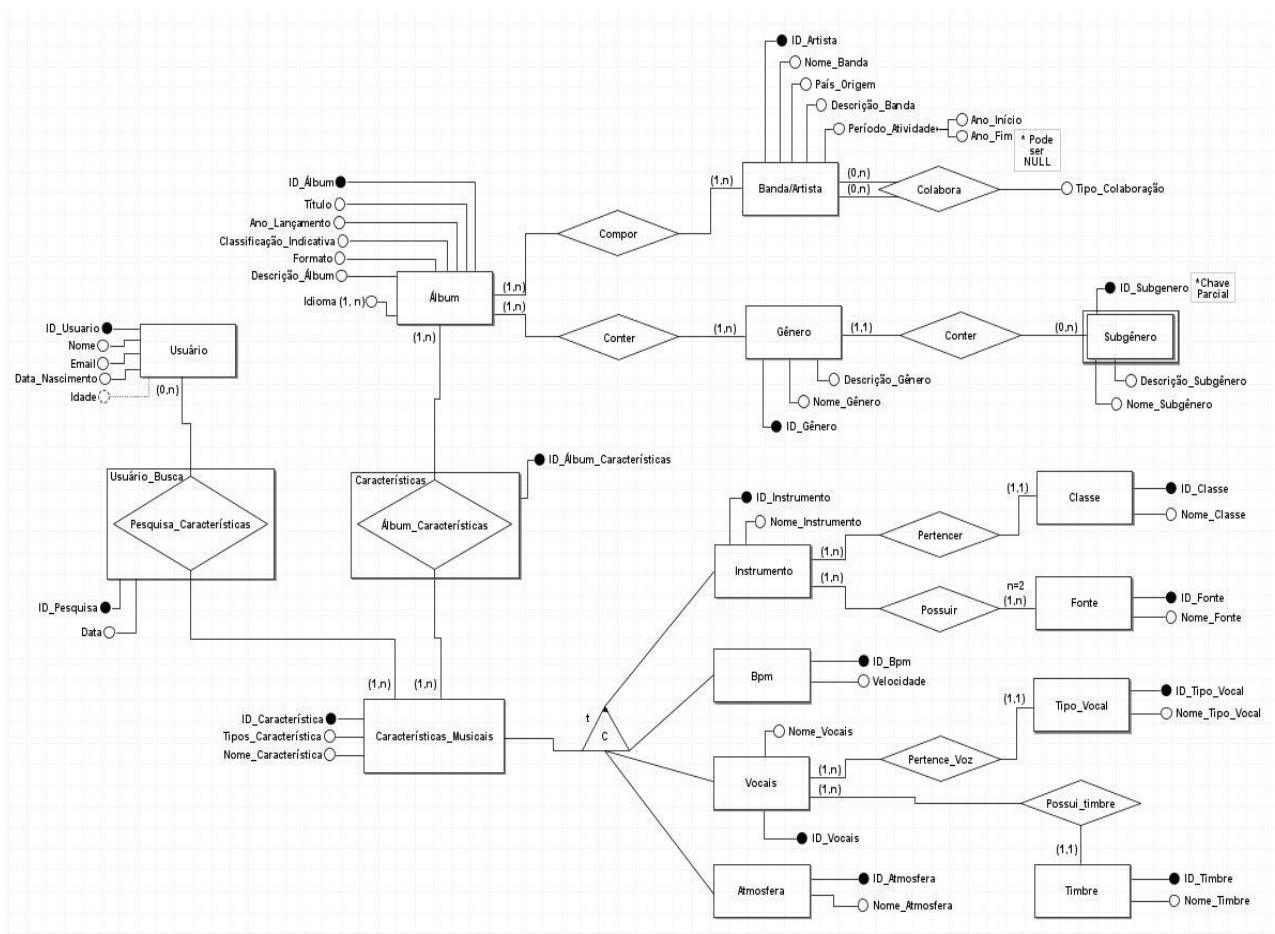 ID_Artista
Nome_Banda
País_Origem
Descrição_Banda
Período_Atividade
Ano_Início
Ano_Fim
* Pode
ser
NULL
Banda/Artista
(1,n)
(0,n)
(0,n)
Colabora
Tipo_Colaboração
Compor
ID_Álbum
Título
Ano_Lançamento
Classificação_Indicativa
Formato
Descrição_Álbum
Idioma (1, n)
Álbum
(1,n)
(1,n)
(1,n)
Conter
(1,n)
Gênero
(1,1)
Descrição_Gênero
Nome_Gênero
ID_Gênero
Conter
(0,n)
ID_Subgenero
*Chave
Parcial
Subgênero
Descrição_Subgênero
Nome_Subgênero
ID_Usuario
Nome
Email
Data_Nascimento
Idade
Usuário
(0,n)
Usuário_Busca
Pesquisa_Características
ID_Pesquisa
Data
(1,n)
Características
Álbum_Características
ID_Álbum_Características
(1,n)
ID_Característica
Tipos_Característica
Nome_Característica
Características_Musicais
t
C
ID_Instrumento
Nome_Instrumento
Instrumento
(1,n)
(1,n)
Pertencer
(1,1)
Classe
ID_Classe
Nome_Classe
Possuir
n=2
(1,n)
Fonte
ID_Fonte
Nome_Fonte
Bpm
ID_Bpm
Velocidade
Nome_Vocais
Vocais
ID_Vocais
(1,n)
(1,n)
Pertence_Voz
(1,1)
Tipo_Vocal
ID_Tipo_Vocal
Nome_Tipo_Vocal
Possui_timbre
(1,1)
Timbre
ID_Timbre
Nome_Timbre
Atmosfera
ID_Atmosfera
Nome_Atmosfera